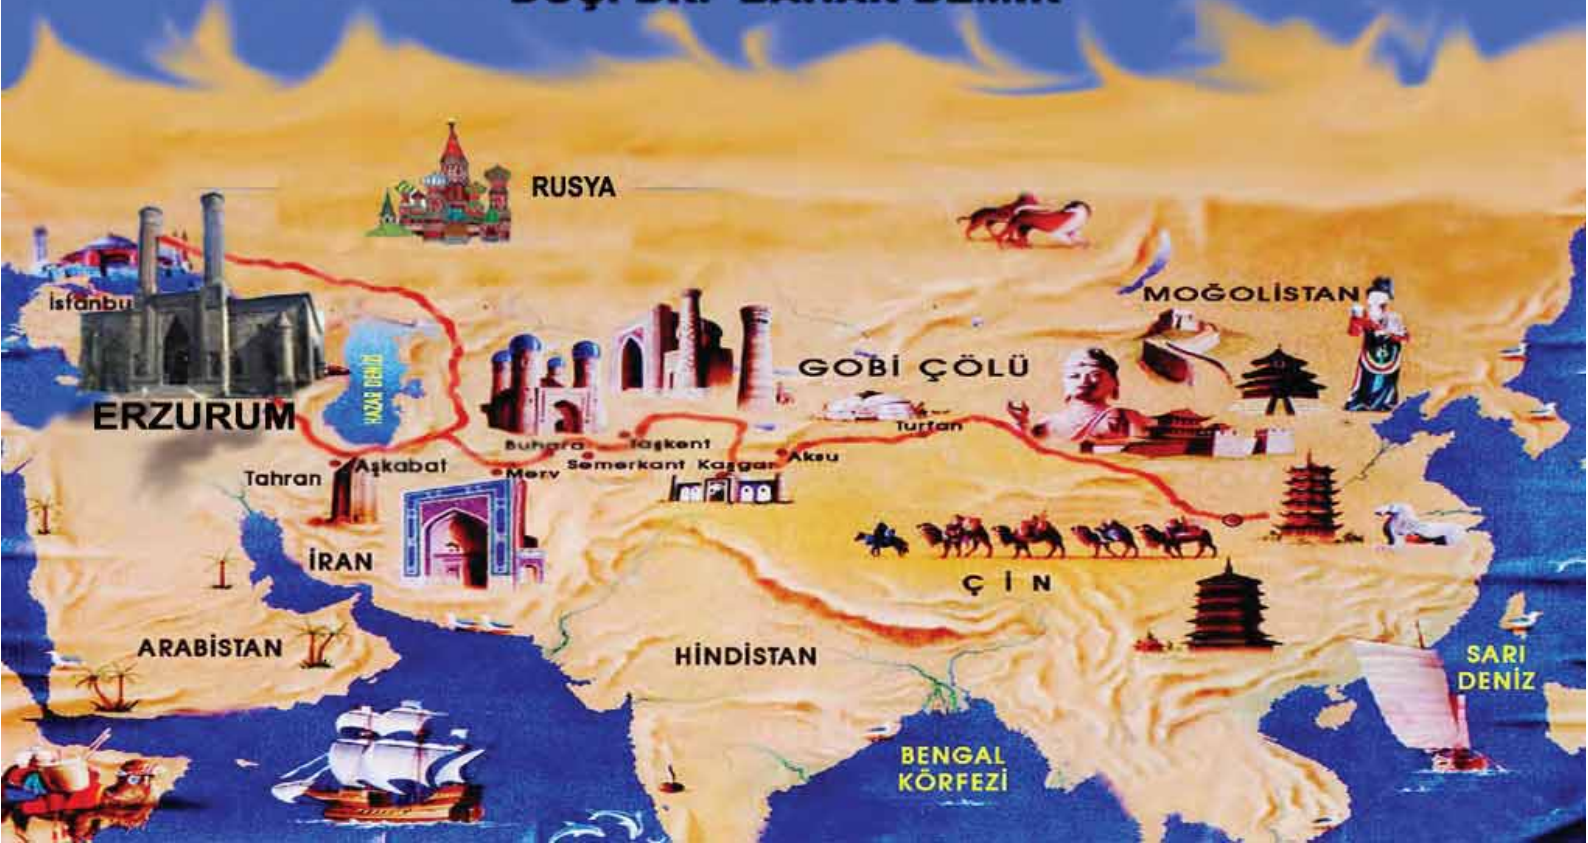 RUSYA
İstanbu
MOĞOLİSTAN
HAZAR DENİZİ
GOBİ ÇÖLÜ
ERZURUM
Turfan
Buhara
Taşkent
Aksu
Tahran
Aşkabat
Merv
Semerkant
Kaşgar
İRAN
ÇİN
ARABİSTAN
HİNDİSTAN
SARI
DENİZ
BENGAL
KÖRFEZİ